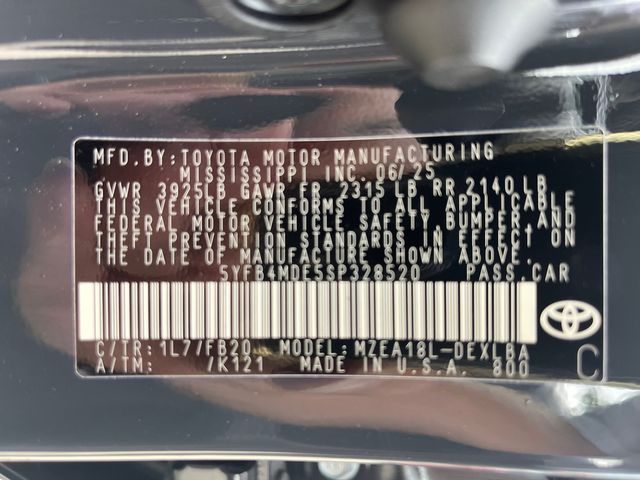 MFD. BY: TOYOTA MOTOR MANUFACTURING
MISSISSIPPI INC. 06/25
GVWR 3925LB GAWR FR 2315 LB RR 2140 LB
THIS VEHICLE CONFORMS TO ALL APPLICABLE
FEDERAL MOTOR VEHICLE SAFETY, BUMPER, AND
THEFT PREVENTION STANDARDS IN EFFECT ON
THE DATE OF MANUFACTURE SHOWN ABOVE.
5YFB4MDE5SP328520 PASS. CAR
C/TR: 1L7/FB20 MODEL: MZEA18L-DEXLBA
A/TM: /K121 MADE IN U.S.A. 800
C